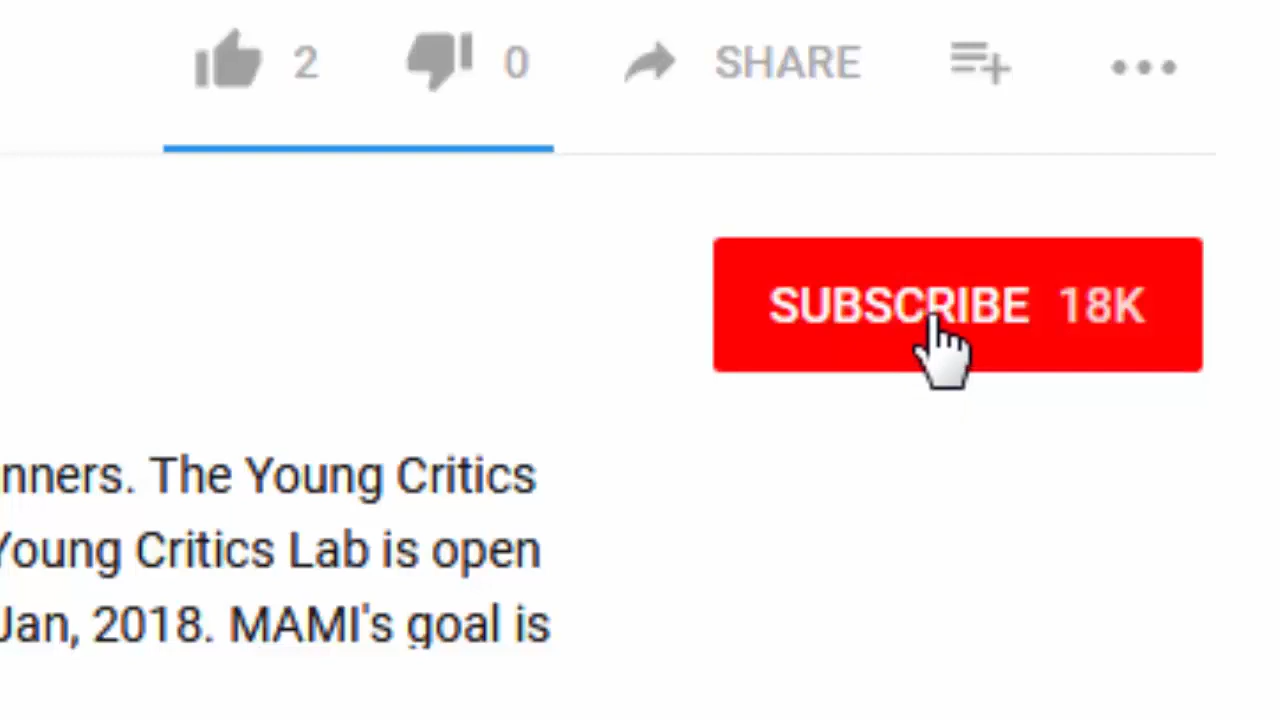 2 0 SHARE
SUBSCRIBE 18K
nners. The Young Critics
Young Critics Lab is open
Jan, 2018. MAMI's goal is